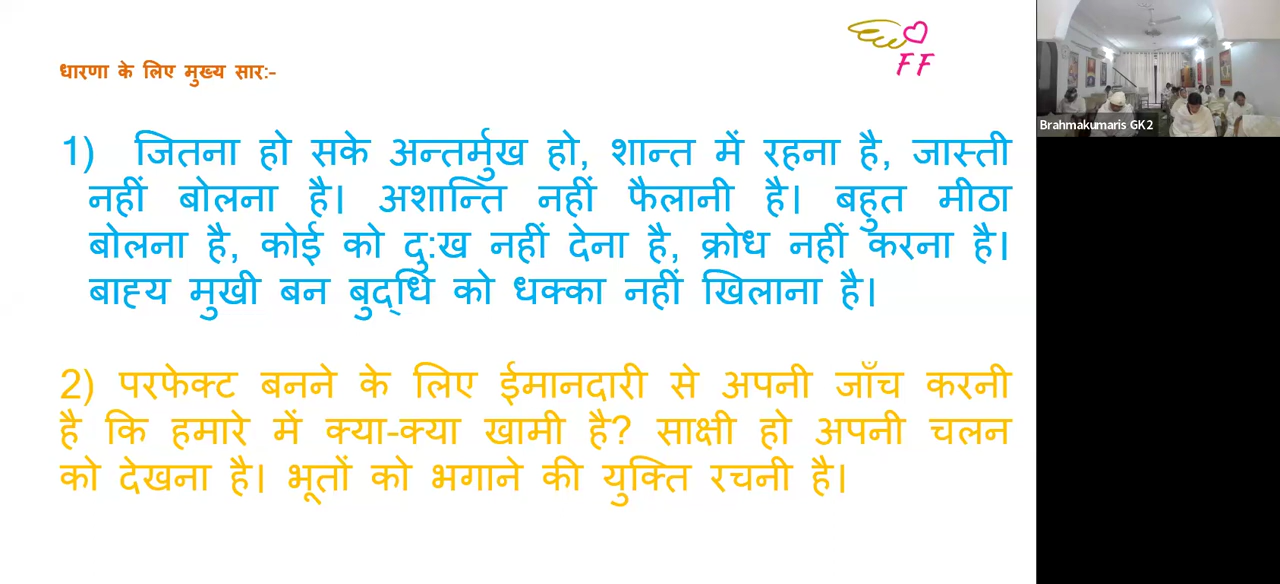 धारणा के लिए मुख्य सार:-
FF
Brahmakumaris GK2
1) जितना हो सके अन्तर्मुख हो, शान्त में रहना है, जास्ती
नहीं बोलना है। अशान्ति नहीं फैलानी है। बहुत मीठा
बोलना है, कोई को दु:ख नहीं देना है, क्रोध नहीं करना है।
बाह्य मुखी बन बुद्धि को धक्का नहीं खिलाना है।
2) परफेक्ट बनने के लिए ईमानदारी से अपनी जाँच करनी
है कि हमारे में क्या-क्या खामी है? साक्षी हो अपनी चलन
को देखना है। भूतों को भगाने की युक्ति रचनी है।